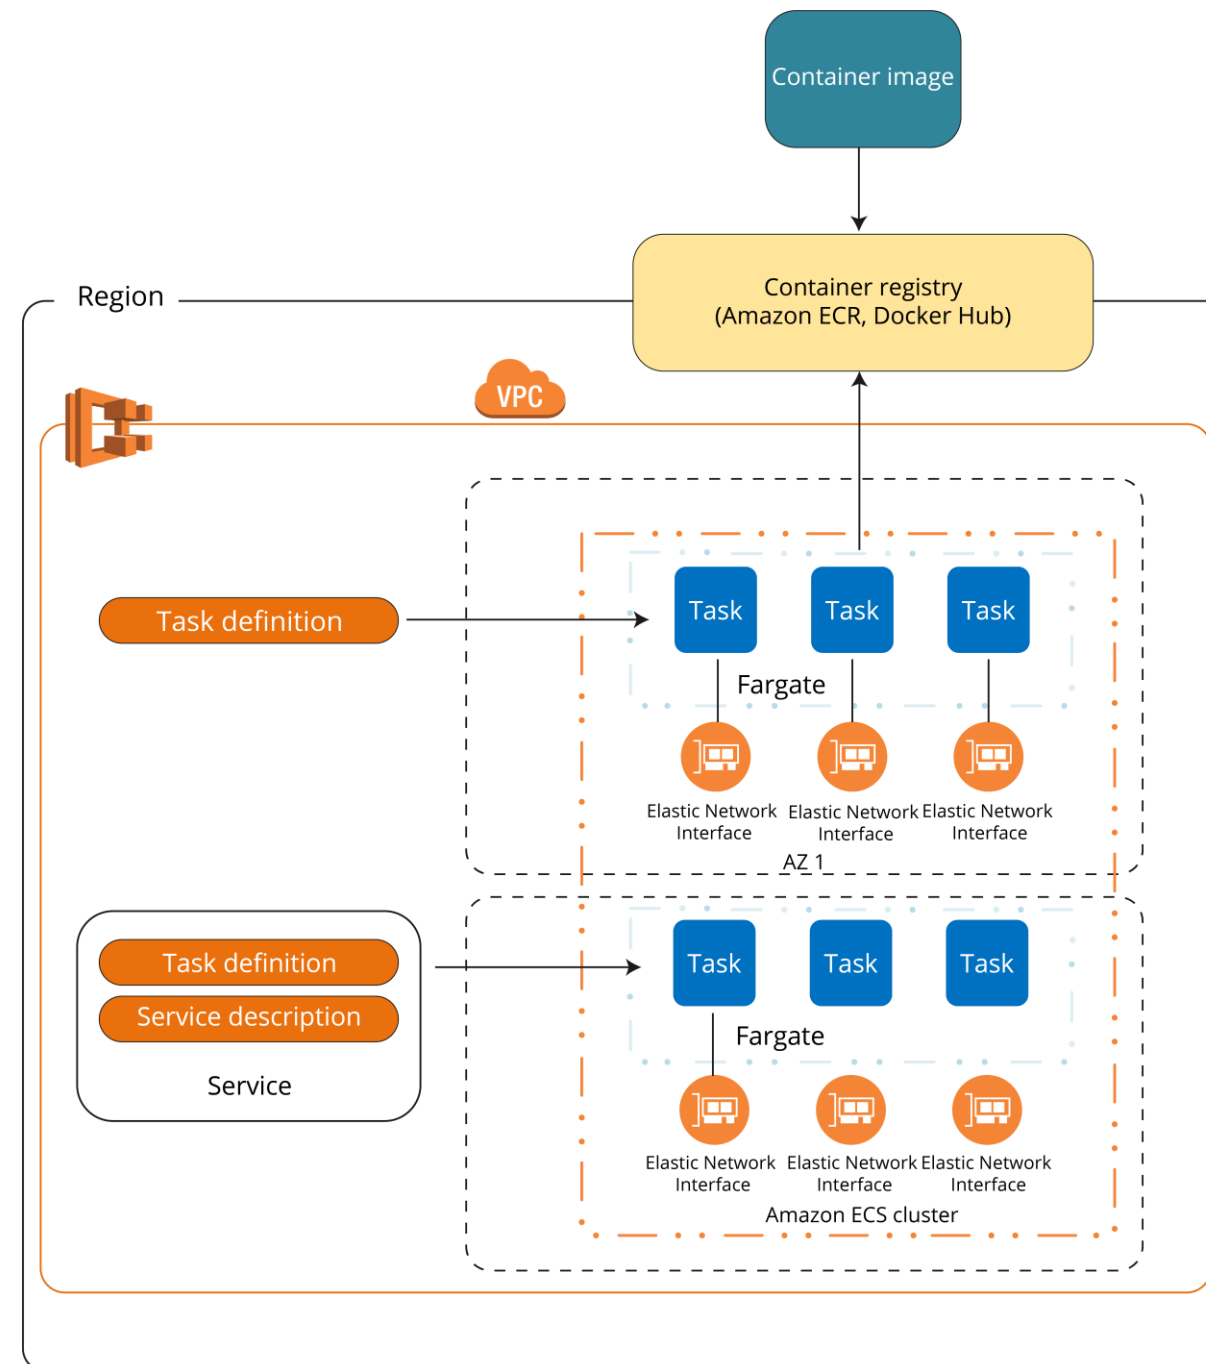 Container image
Container registry
(Amazon ECR, Docker Hub)
Region
VPC
Task definition
Task
Task
Task
Fargate
Elastic Network
Interface
Elastic Network
Interface
Elastic Network
Interface
AZ 1
Task definition
Service description
Service
Task
Task
Task
Fargate
Elastic Network
Interface
Elastic Network
Interface
Elastic Network
Interface
Amazon ECS cluster